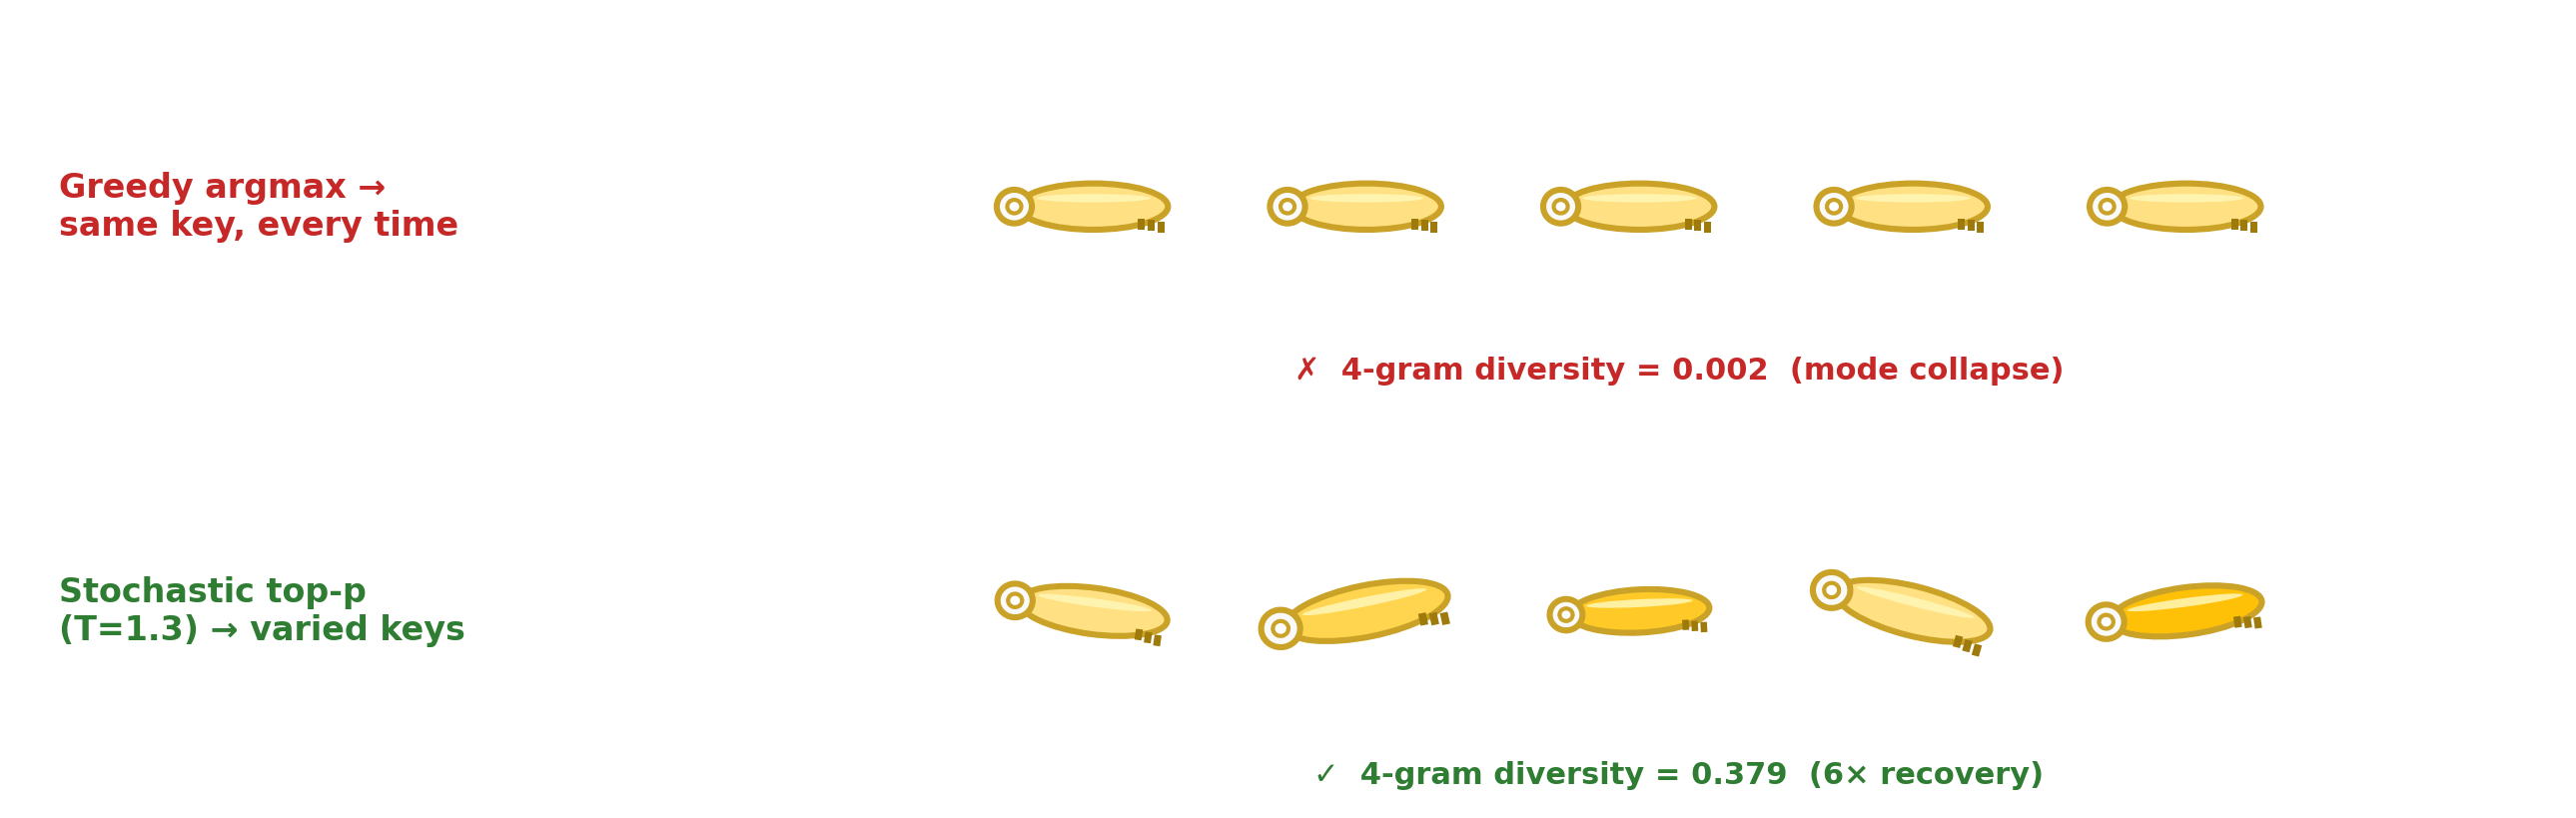 Greedy argmax →
same key, every time
✗ 4-gram diversity = 0.002 (mode collapse)
Stochastic top-p
(T=1.3) → varied keys
✓ 4-gram diversity = 0.379 (6× recovery)